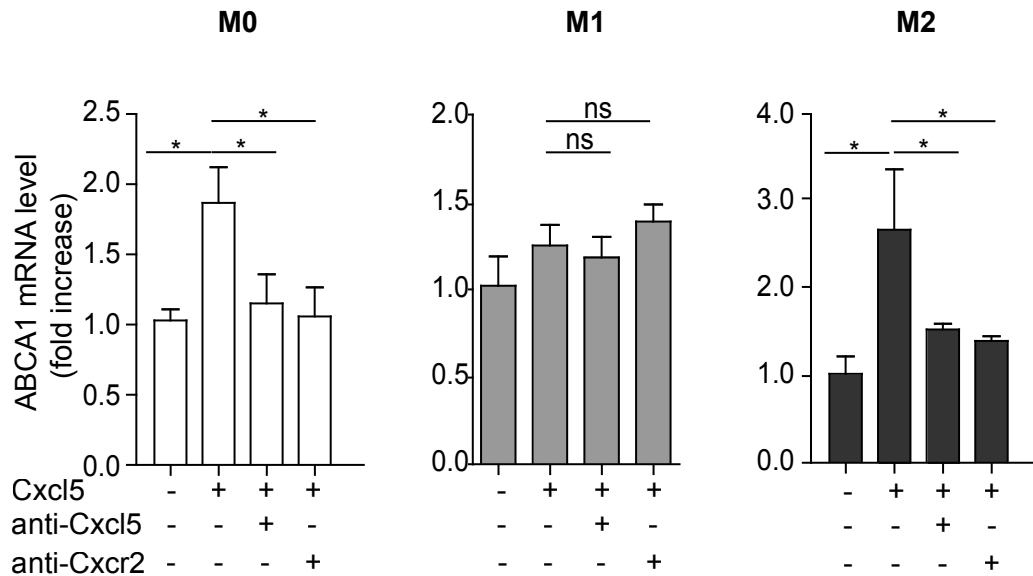 M0 M1 M2
ABCA1 mRNA level
(fold increase)
2.5
2.0
1.5
1.0
0.5
0.0
*
* *
2.0
1.5
1.0
0.5
0.0
ns
ns
4.0
3.0
2.0
1.0
0.0
*
* *
Cxcl5 - + + + - + + + - + + +
anti-Cxcl5 - - + - - - + - - - + -
anti-Cxcr2 - - - + - - - + - - - +